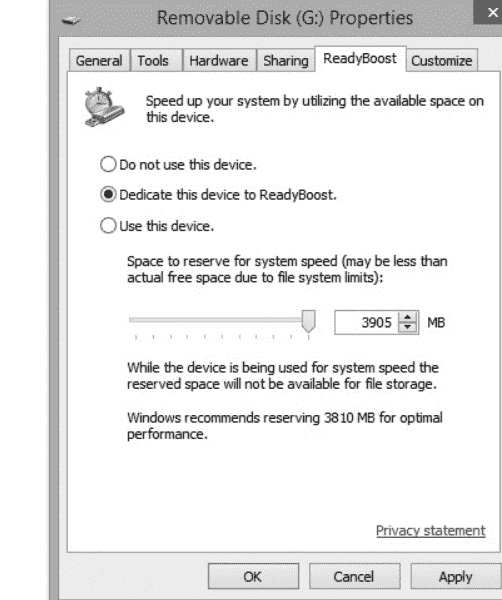 Removable Disk (G:) Properties
General Tools Hardware Sharing ReadyBoost Customize
Speed up your system by utilizing the available space on
this device.
Do not use this device.
Dedicate this device to ReadyBoost.
Use this device.
Space to reserve for system speed (may be less than
actual free space due to file system limits):
3905 MB
While the device is being used for system speed the
reserved space will not be available for file storage.
Windows recommends reserving 3810 MB for optimal
performance.
Privacy statement
OK Cancel Apply